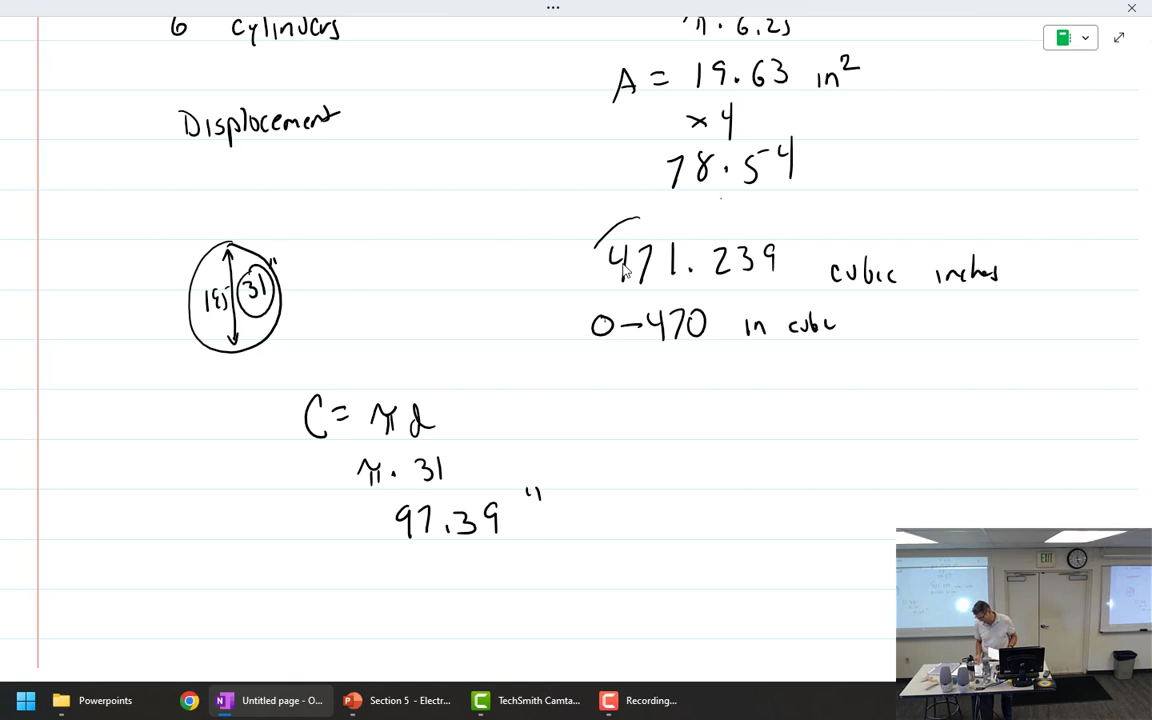 6 cylinders
π · 6.25
A = 19.63 in²
Displacement
× 4
78.54
471.239 cubic inches
31"
0-470 in cubic
C = πd
π · 31
97.39 "
EXIT
Powerpoints
Untitled page - O...
Section 5 - Electr...
TechSmith Camta...
Recording...